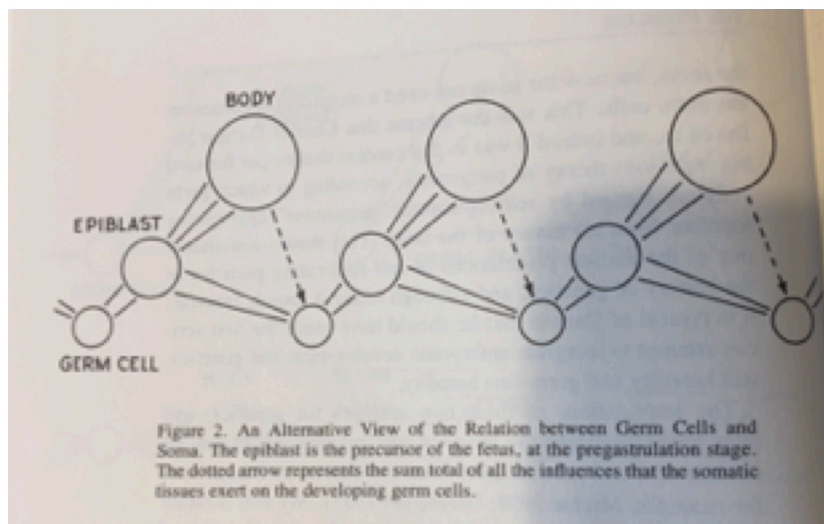 BODY
EPIBLAST
GERM CELL
Figure 2. An Alternative View of the Relation between Germ Cells and
Soma. The epiblast is the precursor of the fetus, at the pregastrulation stage.
The dotted arrow represents the sum total of all the influences that the somatic
tissues exert on the developing germ cells.